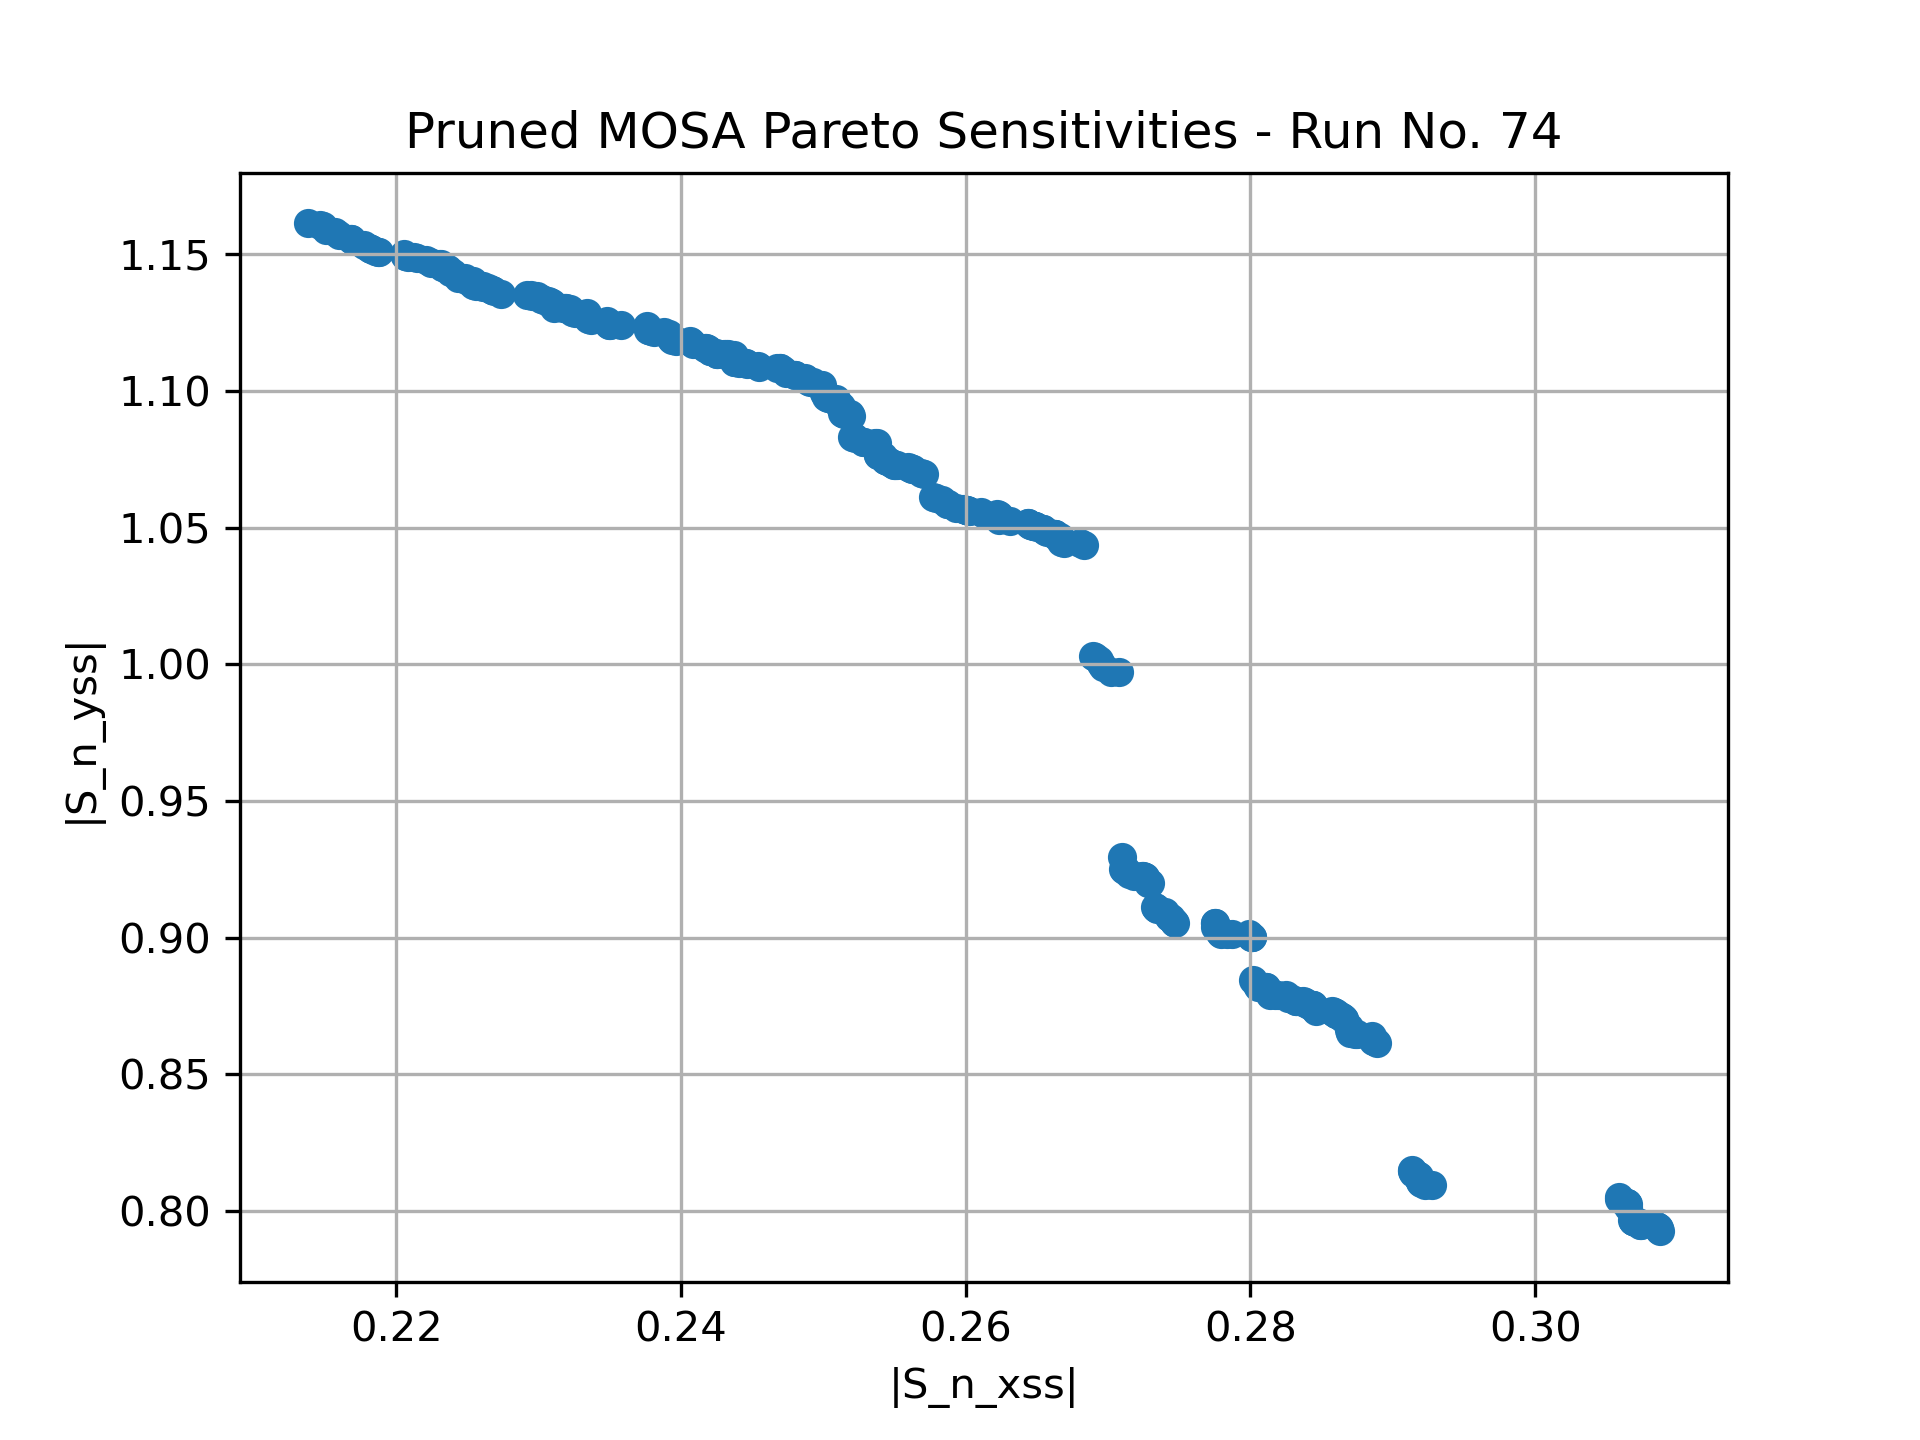 Pruned MOSA Pareto Sensitivities - Run No. 74
1.15
1.10
1.05
1.00
0.95
0.90
0.85
0.80
|S_n_yss|
0.22 0.24 0.26 0.28 0.30
|S_n_xss|